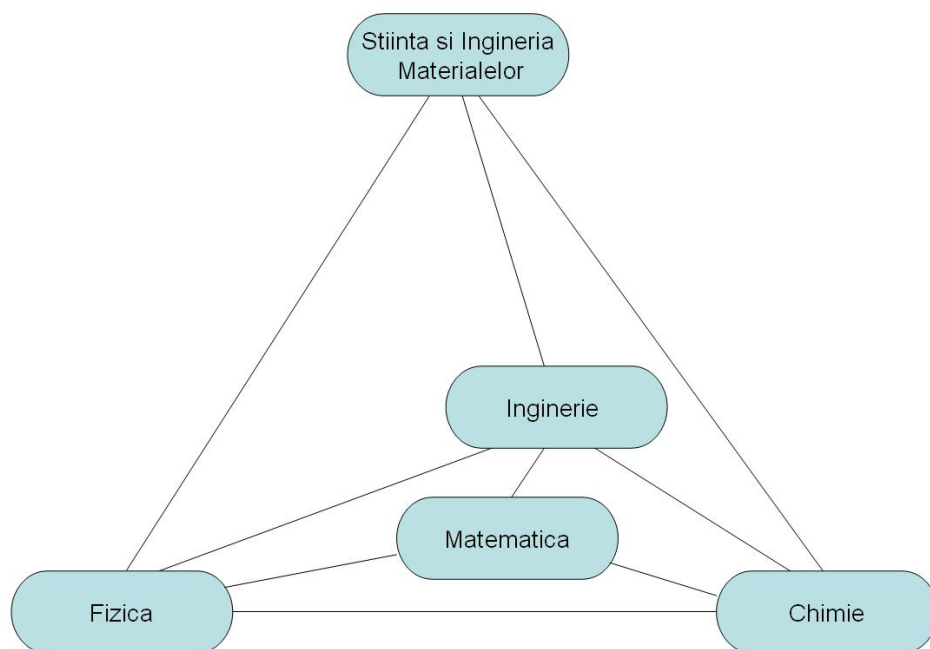 Stiinta si Ingineria
Materialelor
Inginerie
Matematica
Fizica
Chimie